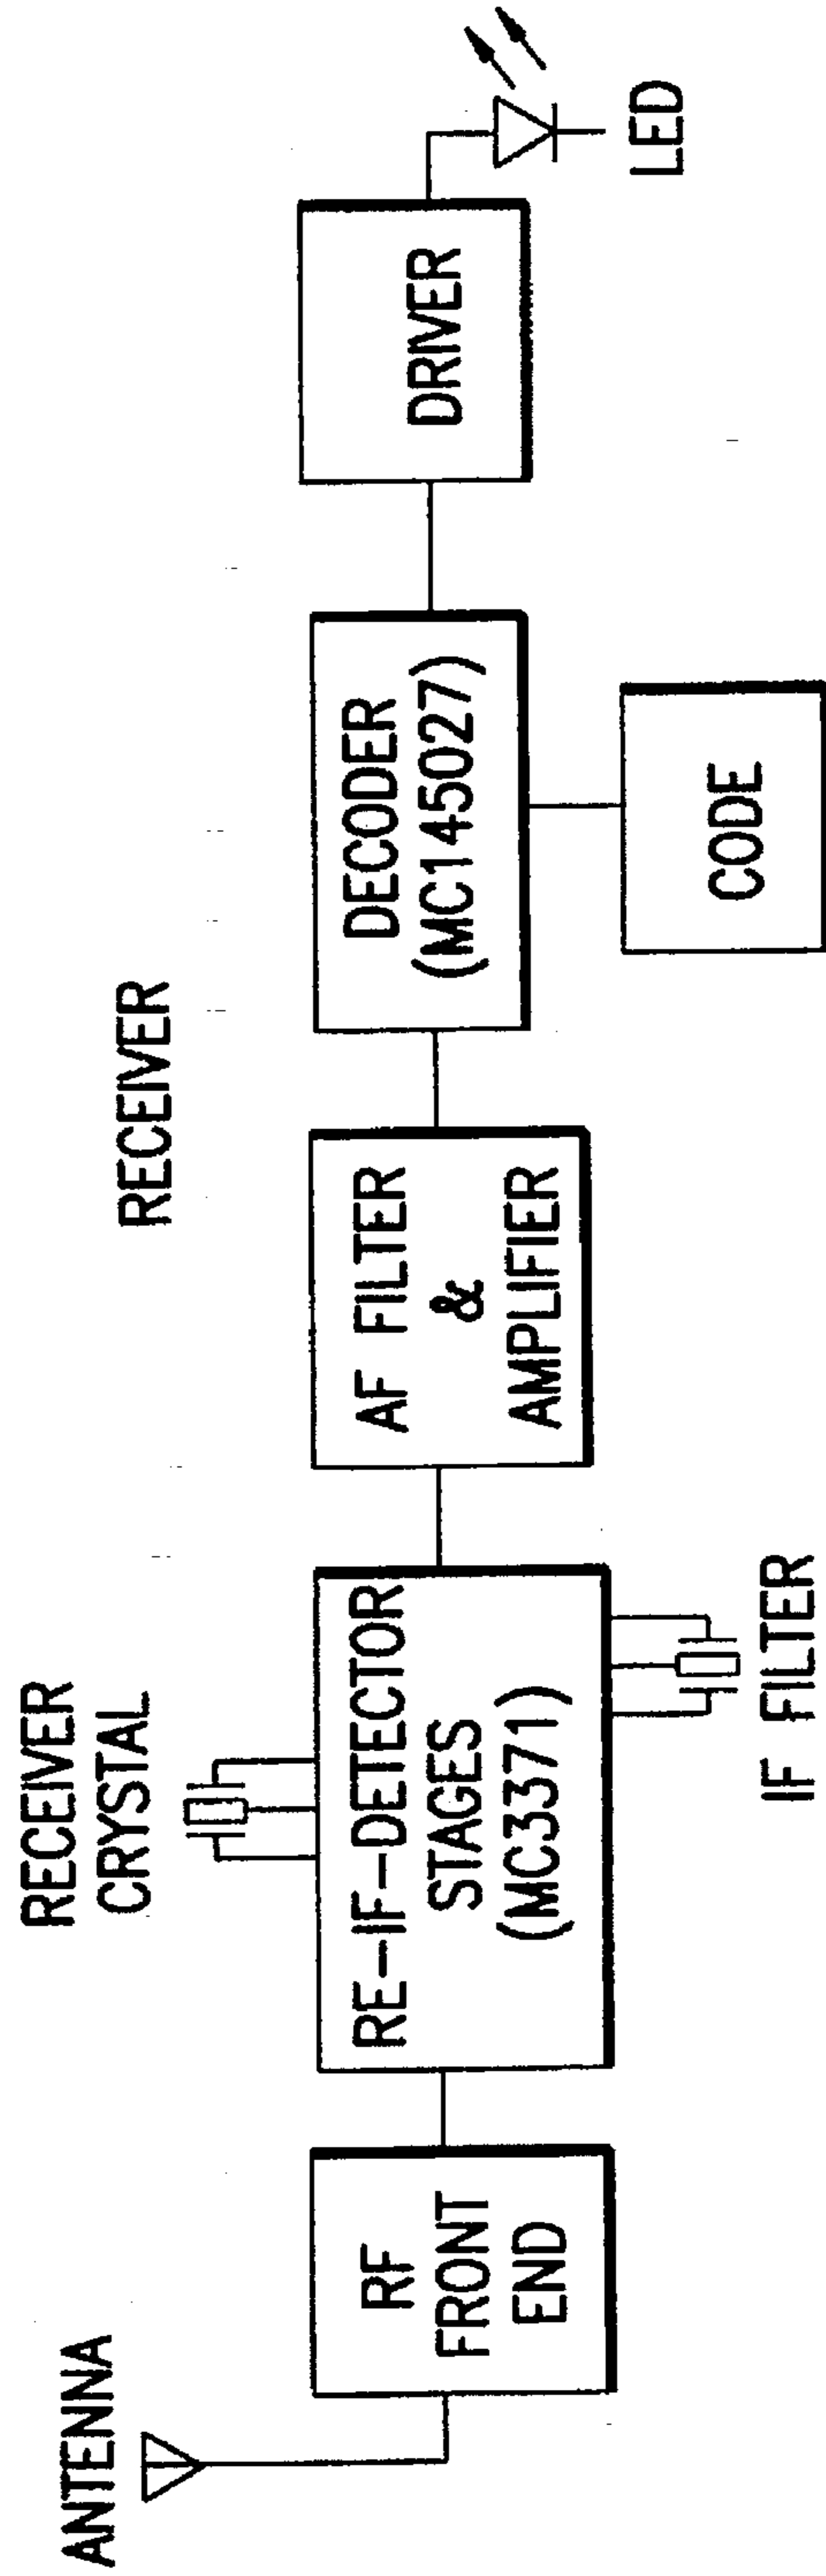 RECEIVER
ANTENNA
RF
FRONT
END
RECEIVER
CRYSTAL
RE-IF-DETECTOR
STAGES
(MC3371)
IF FILTER
AF FILTER
&
AMPLIFIER
DECODER
(MC145027)
CODE
DRIVER
LED